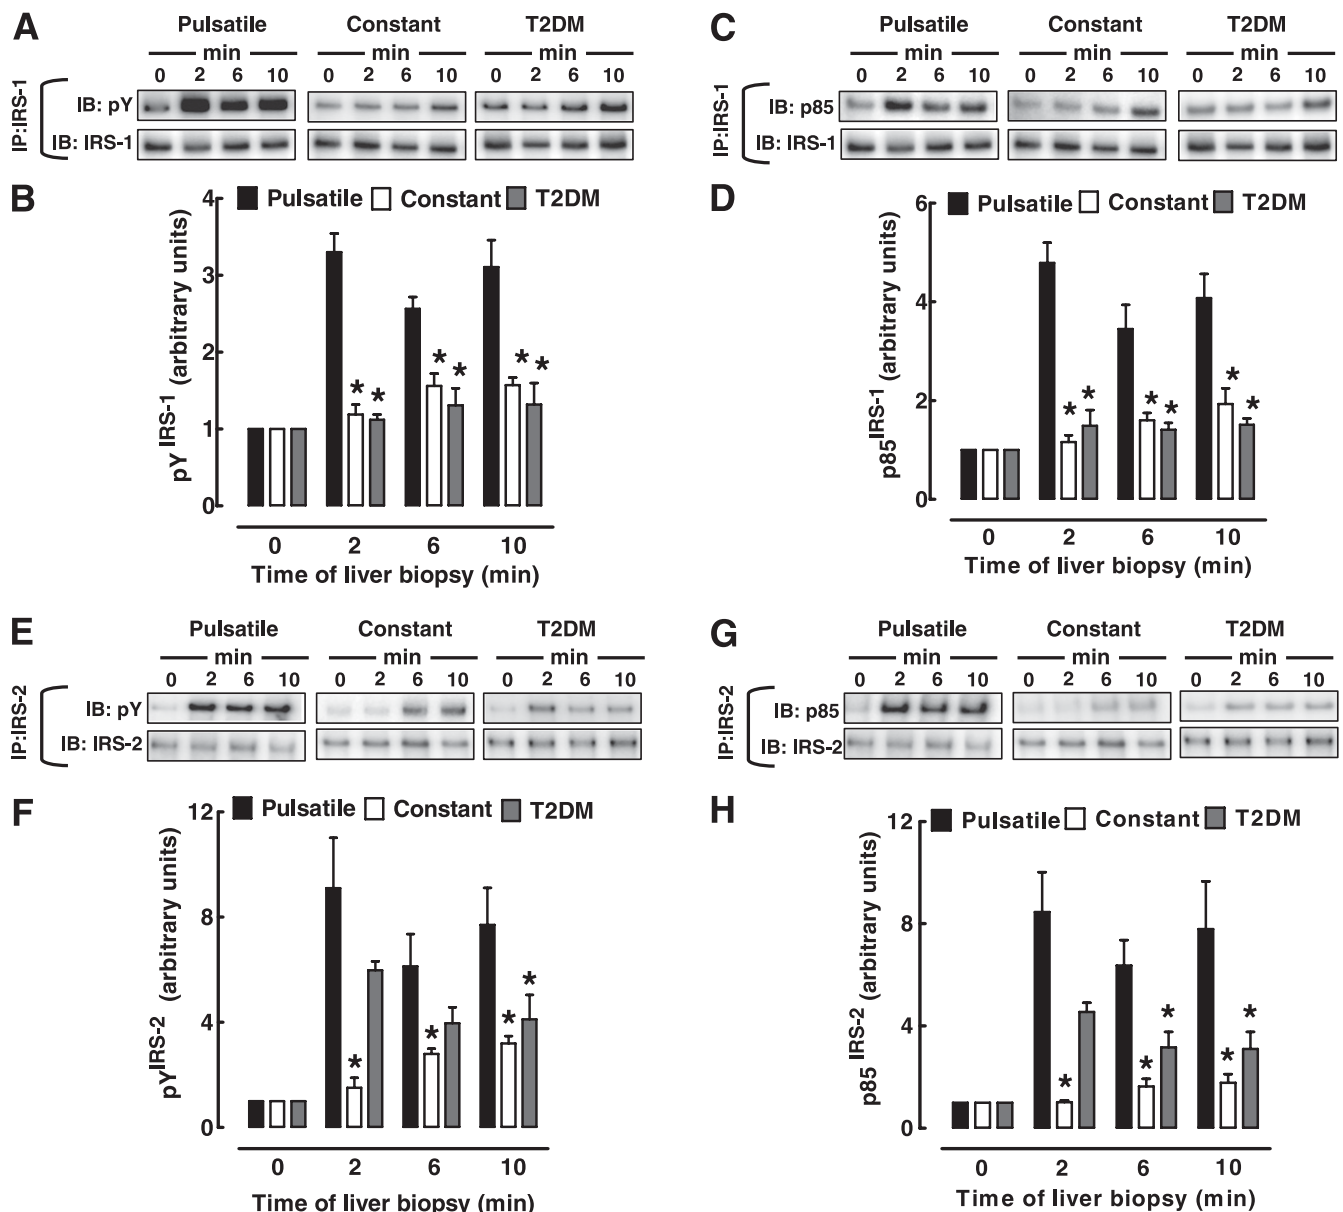 A
Pulsatile Constant T2DM
min min min
0 2 6 10 0 2 6 10 0 2 6 10
IP:IRS-1
IB: pY
IB: IRS-1
B
Pulsatile Constant T2DM
pY IRS-1 (arbitrary units)
4
3
2
1
0
* * * * * *
0 2 6 10
Time of liver biopsy (min)
C
Pulsatile Constant T2DM
min min min
0 2 6 10 0 2 6 10 0 2 6 10
IP:IRS-1
IB: p85
IB: IRS-1
D
Pulsatile Constant T2DM
p85 IRS-1 (arbitrary units)
6
4
2
0
* * * * * *
0 2 6 10
Time of liver biopsy (min)
E
Pulsatile Constant T2DM
min min min
0 2 6 10 0 2 6 10 0 2 6 10
IP:IRS-2
IB: pY
IB: IRS-2
F
Pulsatile Constant T2DM
pY IRS-2 (arbitrary units)
12
8
4
0
* * * *
0 2 6 10
Time of liver biopsy (min)
G
Pulsatile Constant T2DM
min min min
0 2 6 10 0 2 6 10 0 2 6 10
IP:IRS-2
IB: p85
IB: IRS-2
H
Pulsatile Constant T2DM
p85 IRS-2 (arbitrary units)
12
8
4
0
* * * * *
0 2 6 10
Time of liver biopsy (min)